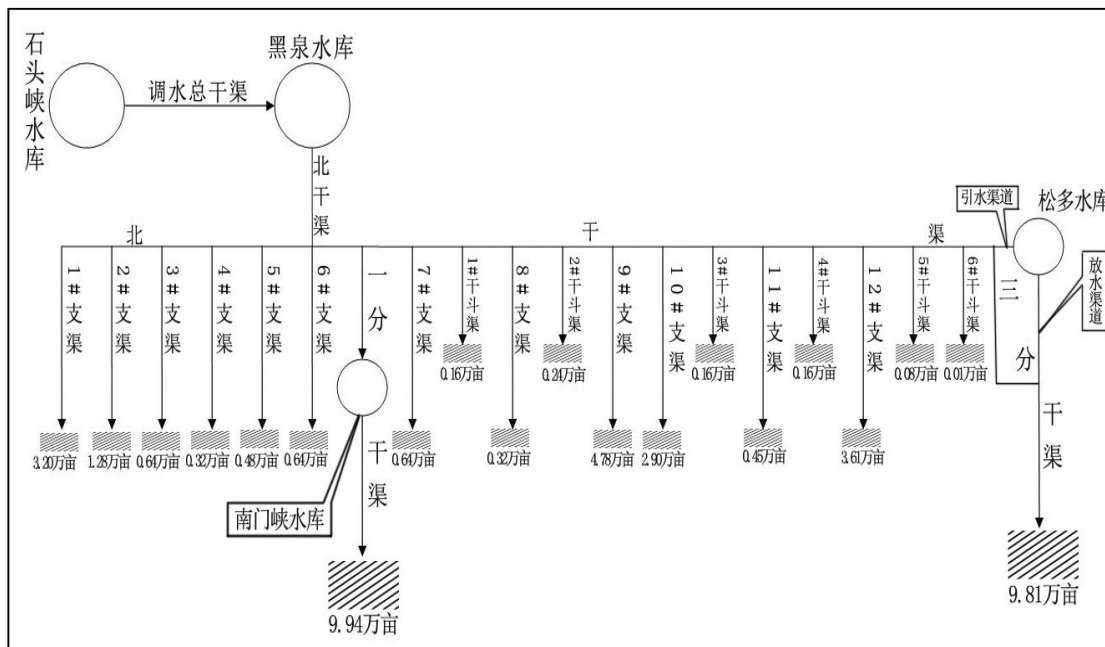 石头峡水库
调水总干渠
黑泉水库
北干渠
引水渠道
松多水库
放水渠道
北
干
渠
1#支渠
2#支渠
3#支渠
4#支渠
5#支渠
6#支渠
一分干渠
7#支渠
1#干斗渠
8#支渠
2#干斗渠
9#支渠
10#支渠
3#干斗渠
11#支渠
4#干斗渠
12#支渠
5#干斗渠
6#干斗渠
三分干渠
0.16万亩
0.24万亩
0.16万亩
0.16万亩
0.08万亩
0.01万亩
3.20万亩
1.28万亩
0.64万亩
0.32万亩
0.48万亩
0.64万亩
0.64万亩
0.32万亩
4.78万亩
2.90万亩
0.45万亩
3.61万亩
南门峡水库
9.94万亩
9.81万亩